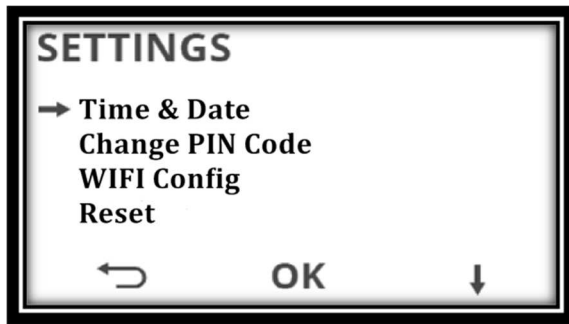 SETTINGS
Time & Date
Change PIN Code
WIFI Config
Reset
OK